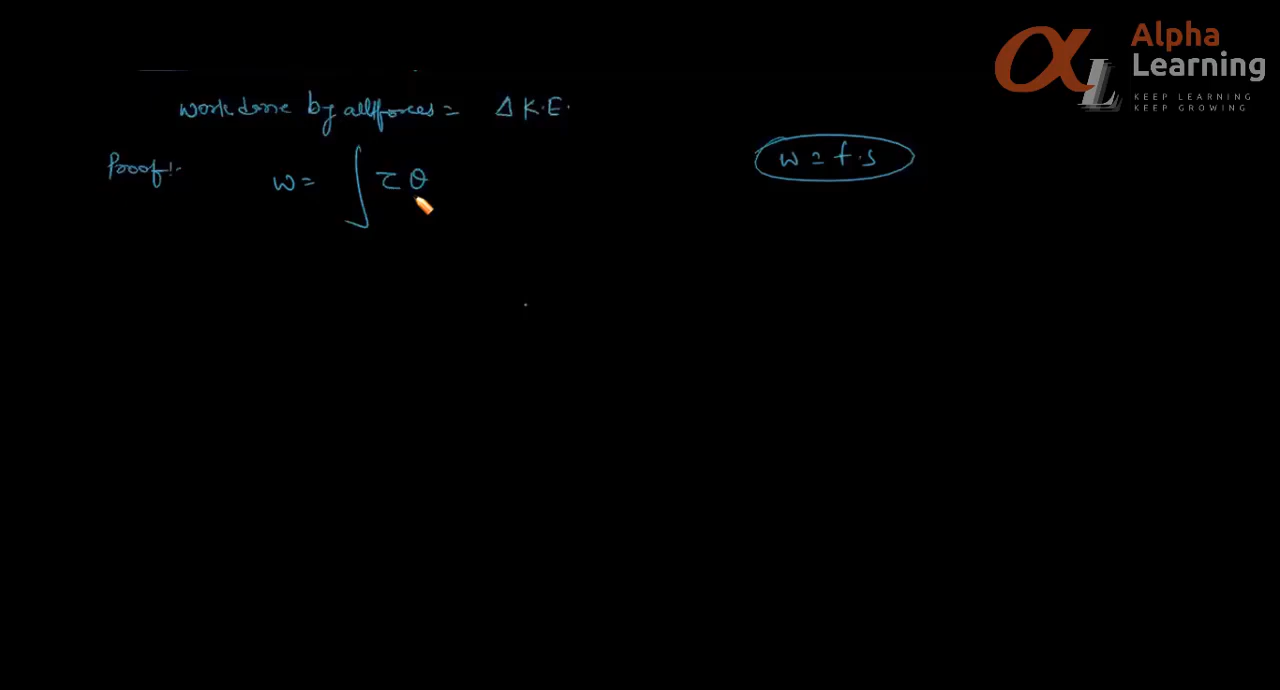 Alpha
Learning
KEEP LEARNING
KEEP GROWING
work done by all forces = Δ K.E.
Proof:-
w = ∫ τ θ
w = f.s